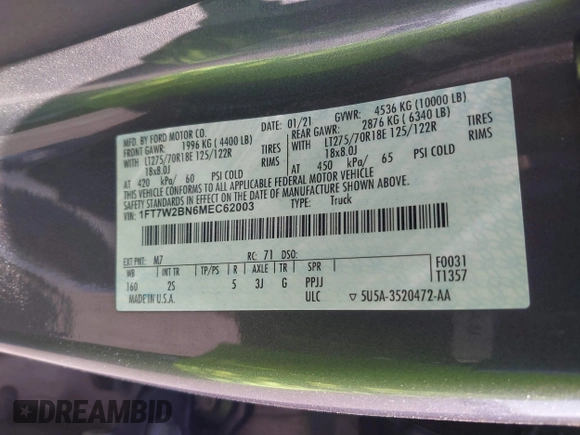 MFD. BY FORD MOTOR CO.
DATE: 01/21
GVWR: 4536 KG (10000 LB)
FRONT GAWR: 1996 KG (4400 LB)
REAR GAWR: 2876 KG (6340 LB)
WITH LT275/70R18E 125/122R TIRES
WITH LT275/70R18E 125/122R TIRES
18x8.0J RIMS
18x8.0J RIMS
AT 420 kPa/ 60 PSI COLD
AT 450 kPa/ 65 PSI COLD
THIS VEHICLE CONFORMS TO ALL APPLICABLE FEDERAL MOTOR VEHICLE
SAFETY STANDARDS IN EFFECT ON THE DATE OF MANUFACTURE SHOWN ABOVE.
VIN: 1FT7W2BN6MEC62003
TYPE: Truck
EXT PNT: M7 RC: 71 DSO:
WB INT TR TP/PS R AXLE TR SPR
160 2S 5 3J G PPJJ
F0031
T1357
MADE IN U.S.A. ULC ▽ 5U5A-3520472-AA
DREAMBID